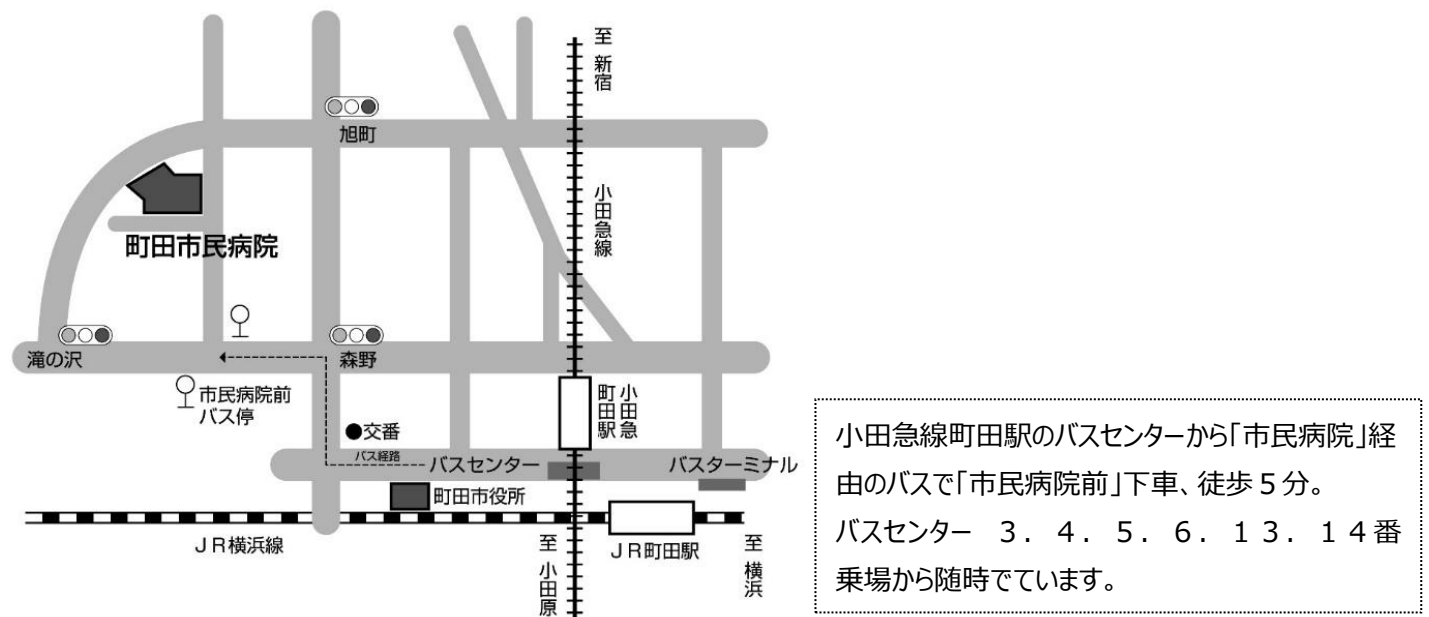 至 新宿
旭町
小田急線
町田市民病院
滝の沢
森野
市民病院前
バス停
小田急
町田駅
交番
バス経路
バスセンター
バスターミナル
町田市役所
ＪＲ横浜線
至 小田原
ＪＲ町田駅
至 横浜
小田急線町田駅のバスセンターから「市民病院」経
由のバスで「市民病院前」下車、徒歩５分。
バスセンター　３．４．５．６．１３．１４番
乗場から随時でています。